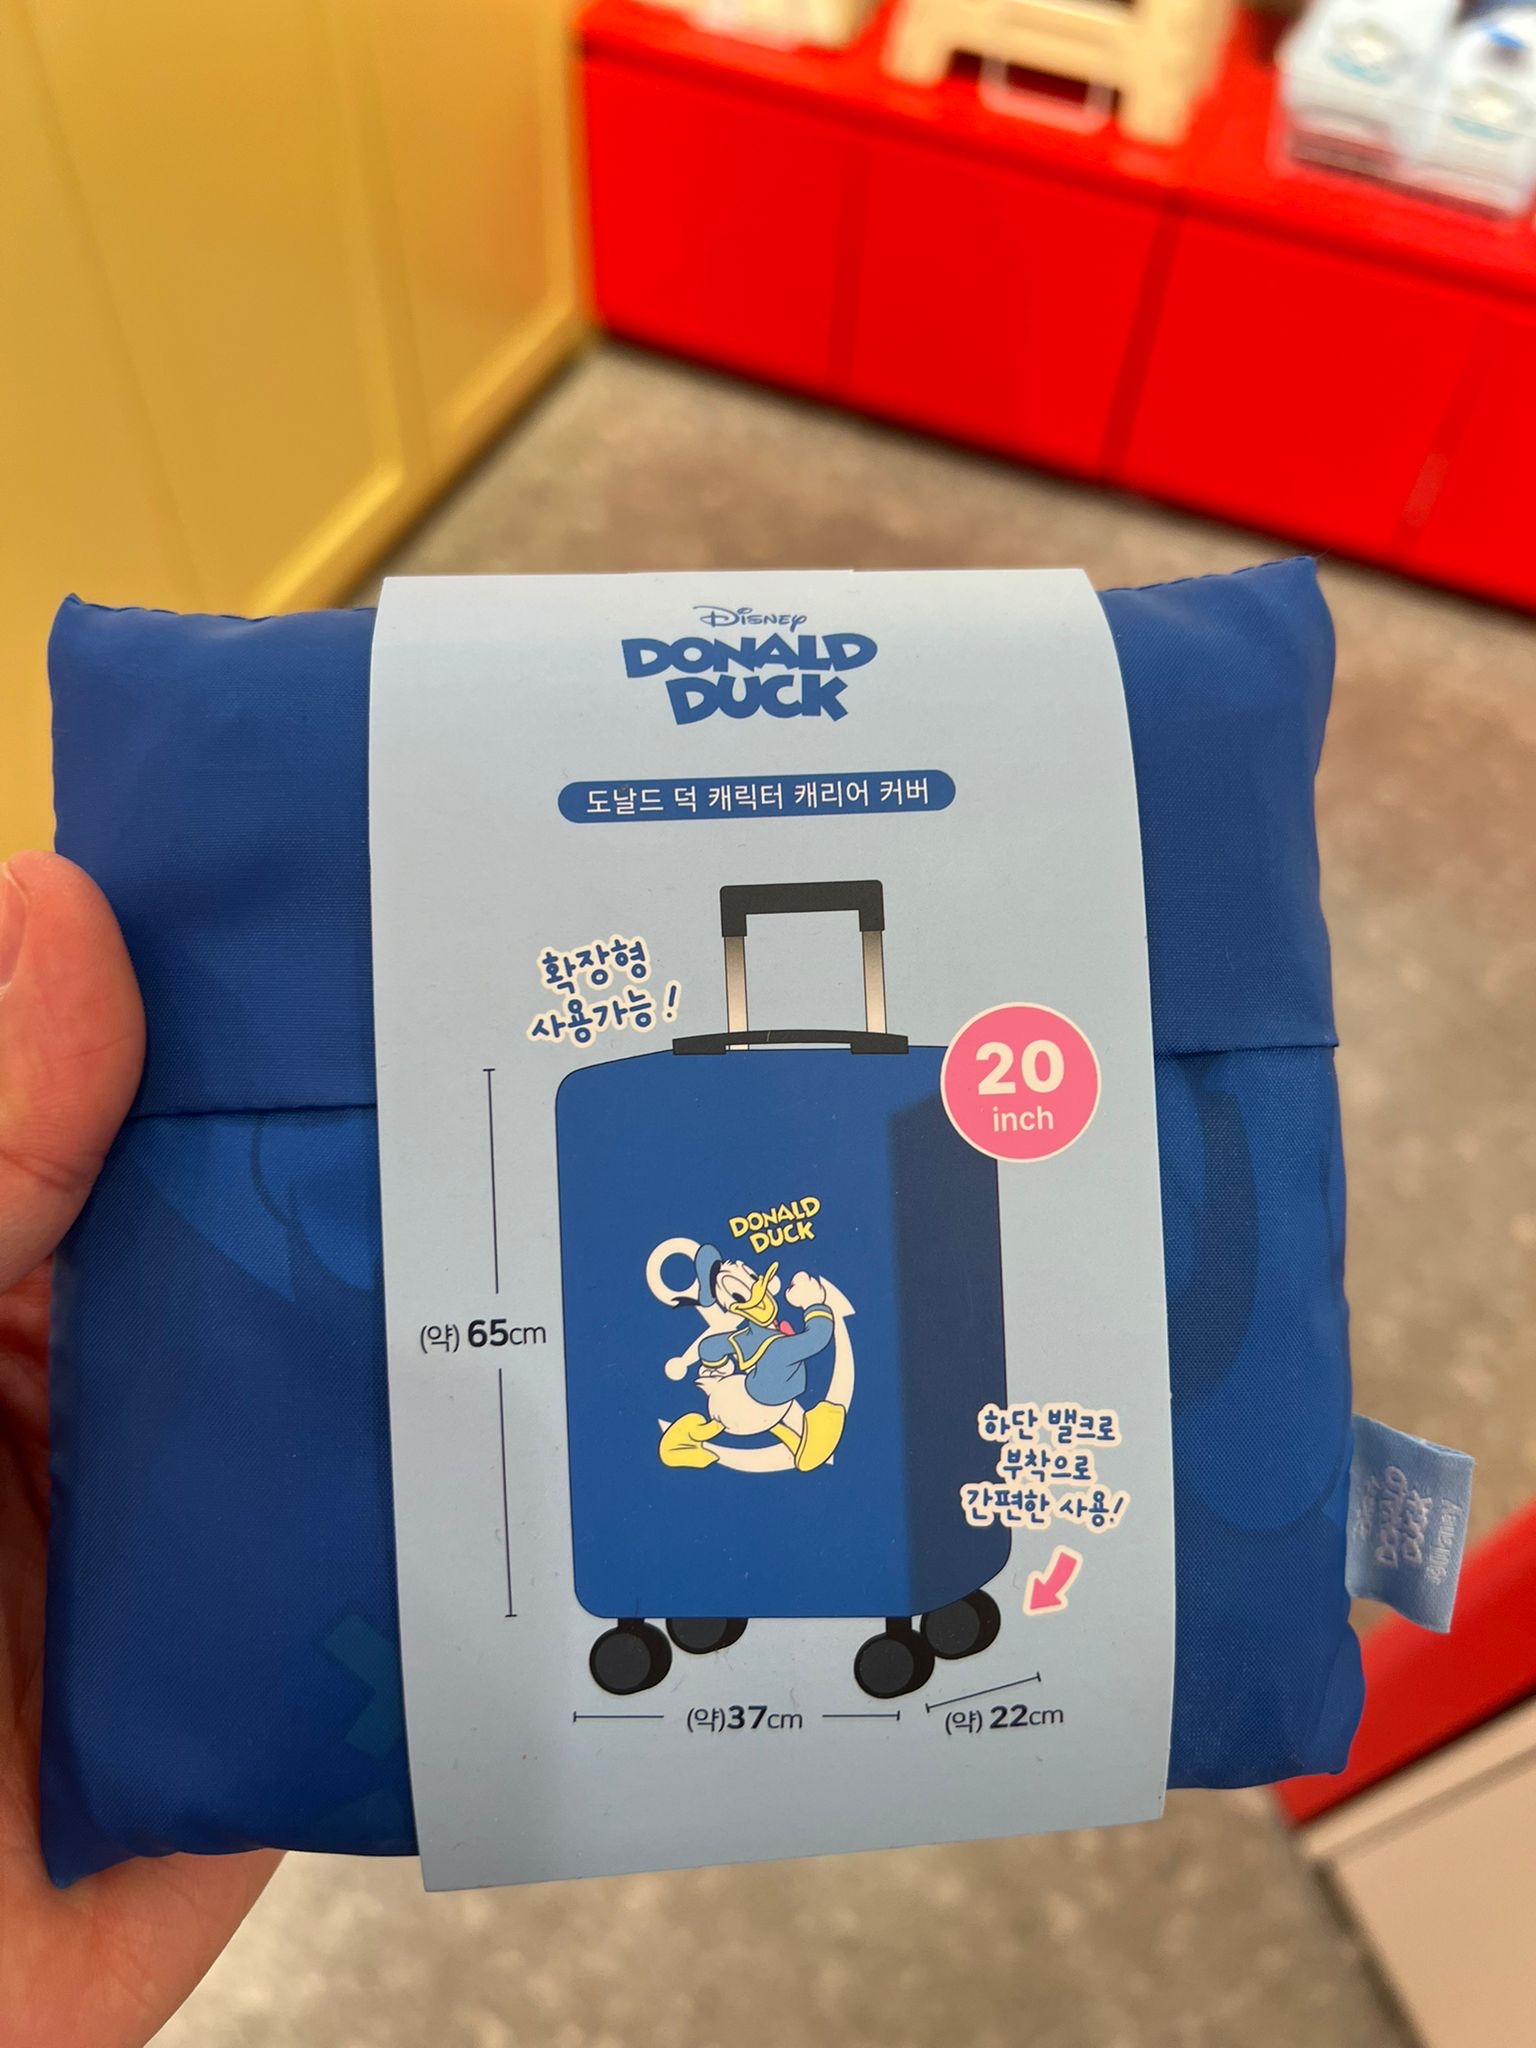 Disney
DONALD
DUCK
도날드 덕 캐릭터 캐리어 커버
확장형
사용가능!
20
inch
DONALD
DUCK
(약) 65cm
하단 밸크로
부착으로
간편한 사용!
(약)37cm
(약) 22cm
DONALD
DUCK